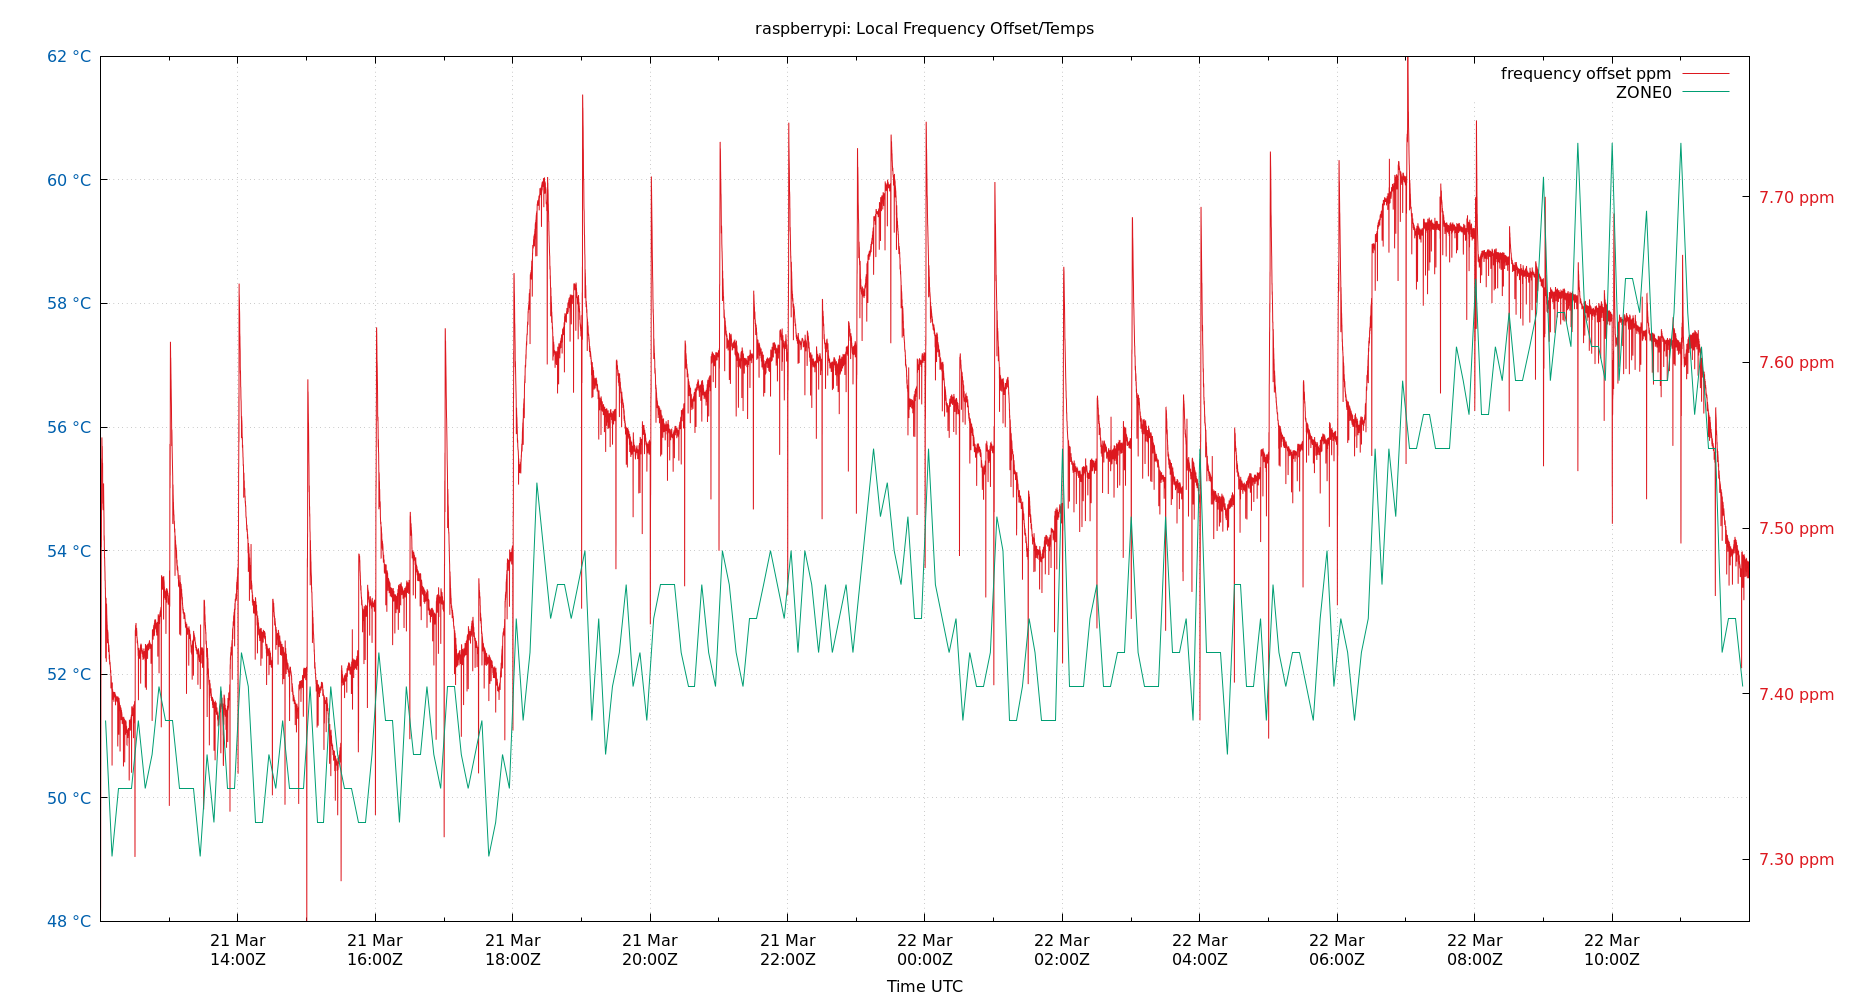 raspberrypi: Local Frequency Offset/Temps
frequency offset ppm
ZONE0
62 °C
60 °C
58 °C
56 °C
54 °C
52 °C
50 °C
48 °C
7.70 ppm
7.60 ppm
7.50 ppm
7.40 ppm
7.30 ppm
21 Mar 21 Mar 21 Mar 21 Mar 21 Mar 22 Mar 22 Mar 22 Mar 22 Mar 22 Mar 22 Mar
14:00Z 16:00Z 18:00Z 20:00Z 22:00Z 00:00Z 02:00Z 04:00Z 06:00Z 08:00Z 10:00Z
Time UTC